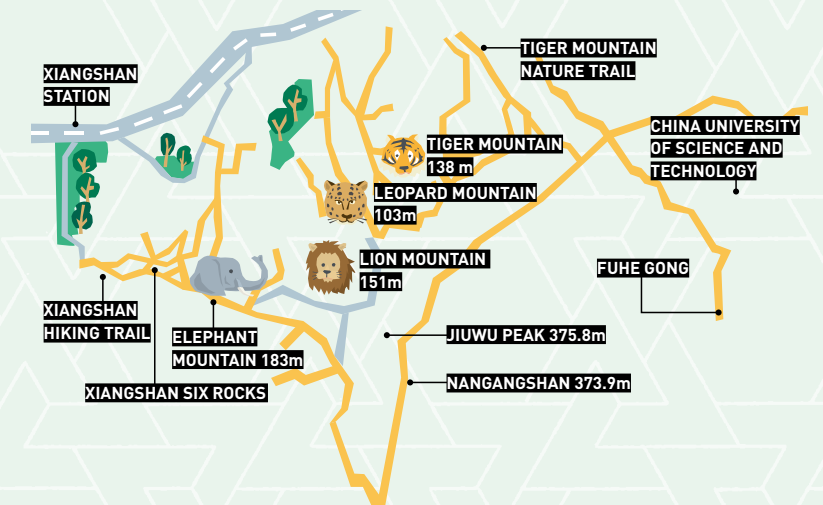 XIANGSHAN
STATION
TIGER MOUNTAIN
NATURE TRAIL
CHINA UNIVERSITY
OF SCIENCE AND
TECHNOLOGY
TIGER MOUNTAIN
138 m
LEOPARD MOUNTAIN
103m
LION MOUNTAIN
151m
FUHE GONG
XIANGSHAN
HIKING TRAIL
ELEPHANT
MOUNTAIN 183m
JIUWU PEAK 375.8m
NANGANGSHAN 373.9m
XIANGSHAN SIX ROCKS